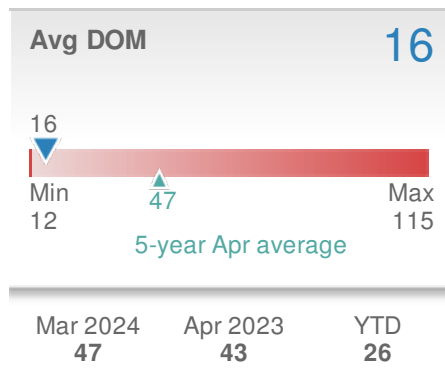 Avg DOM 16
16
Min Max
12 47 115
5-year Apr average
Mar 2024 Apr 2023 YTD
47 43 26